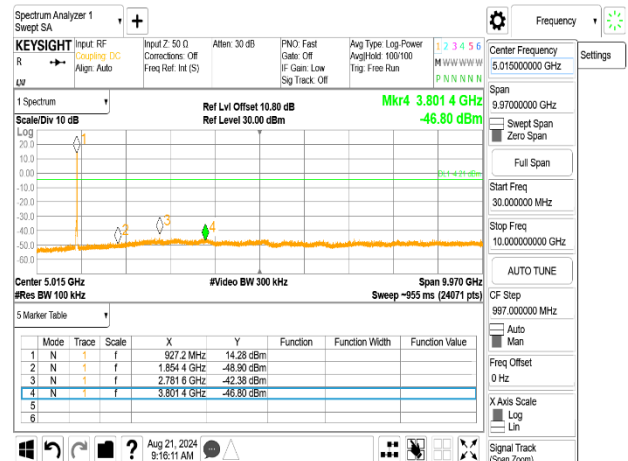 Spectrum Analyzer 1
Swept SA
Frequency
KEYSIGHT
Input: RF
Coupling: DC
Align: Auto
Input Z: 50 Ω
Corrections: Off
Freq Ref: Int (S)
Atten: 30 dB
PNO: Fast
Gate: Off
IF Gain: Low
Sig Track: Off
Avg Type: Log-Power
Avg|Hold: 100/100
Trig: Free Run
1 2 3 4 5 6
M W W W W W
P N N N N N
R
Center Frequency
5.015000000 GHz
Settings
Span
9.97000000 GHz
Swept Span
Zero Span
Full Span
Start Freq
30.000000 MHz
Stop Freq
10.000000000 GHz
AUTO TUNE
CF Step
997.000000 MHz
Auto
Man
Freq Offset
0 Hz
X Axis Scale
Log
Lin
Signal Track
(Span Zoom)
1 Spectrum
Scale/Div 10 dB
Ref Lvl Offset 10.80 dB
Ref Level 30.00 dBm
Mkr4 3.801 4 GHz
-46.80 dBm
Log
20.0
10.0
0.00
-10.0
-20.0
-30.0
-40.0
-50.0
-60.0
1
2
3
4
DL1 -4.21 dBm
Center 5.015 GHz
#Video BW 300 kHz
Span 9.970 GHz
#Res BW 100 kHz
Sweep ~955 ms (24071 pts)
5 Marker Table
Mode Trace Scale X Y Function Function Width Function Value
1 N 1 f 927.2 MHz 14.28 dBm
2 N 1 f 1.854 4 GHz -48.90 dBm
3 N 1 f 2.781 6 GHz -42.38 dBm
4 N 1 f 3.801 4 GHz -46.80 dBm
5
6
?
Aug 21, 2024
9:16:11 AM